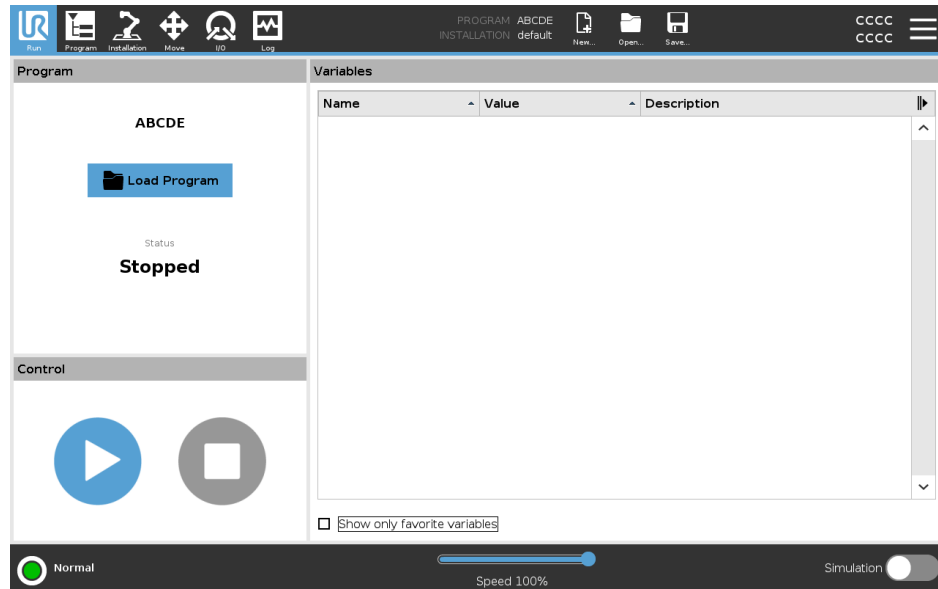 PROGRAM ABCDE
INSTALLATION default
CCCC
CCCC
Run
Program
Installation
Move
I/O
Log
New...
Open...
Save...
Program
Variables
ABCDE
Load Program
Status
Stopped
Name
Value
Description
Control
Show only favorite variables
Normal
Speed 100%
Simulation